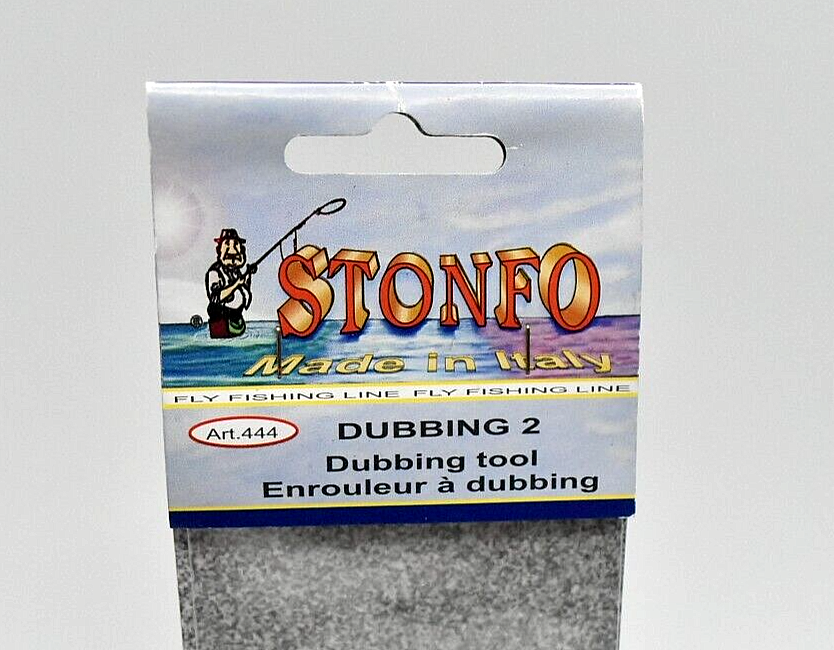 STONFO
®
Made in Italy
FLY FISHING LINE FLY FISHING LINE
Art.444 DUBBING 2
Dubbing tool
Enrouleur à dubbing